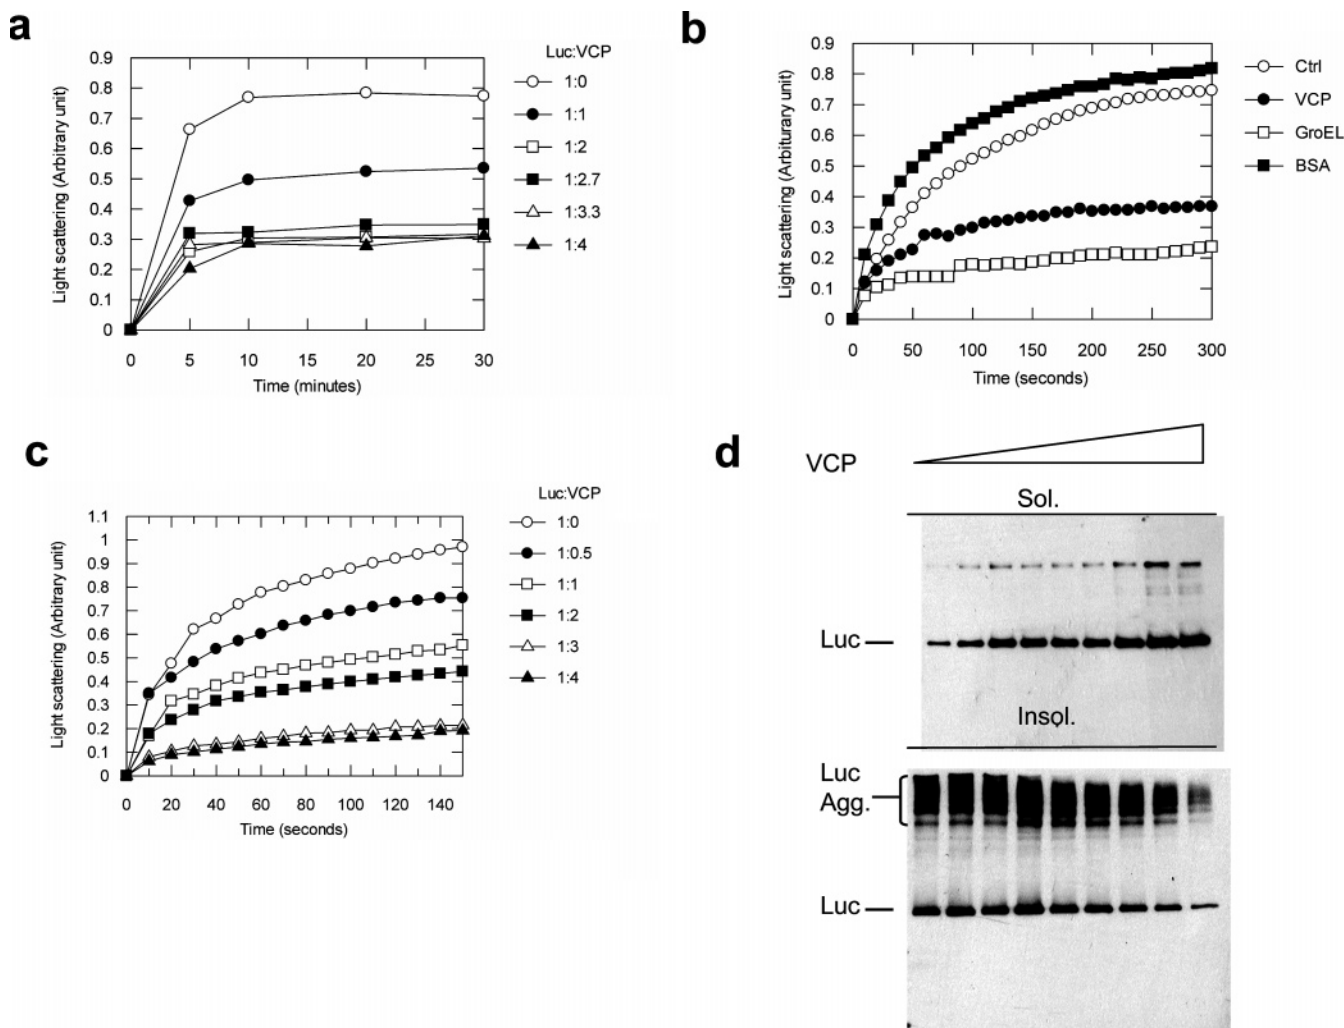 a
Luc:VCP
1:0
1:1
1:2
1:2.7
1:3.3
1:4
Light scattering (Arbitrary unit)
0.9
0.8
0.7
0.6
0.5
0.4
0.3
0.2
0.1
0
0 5 10 15 20 25 30
Time (minutes)
b
Ctrl
VCP
GroEL
BSA
Light scattering (Arbiturary unit)
0.9
0.8
0.7
0.6
0.5
0.4
0.3
0.2
0.1
0
0 50 100 150 200 250 300
Time (seconds)
c
Luc:VCP
1:0
1:0.5
1:1
1:2
1:3
1:4
Light scattering (Arbitrary unit)
1.1
1
0.9
0.8
0.7
0.6
0.5
0.4
0.3
0.2
0.1
0
0 20 40 60 80 100 120 140
Time (seconds)
d
VCP
Sol.
Luc
Insol.
Luc
Agg.
Luc